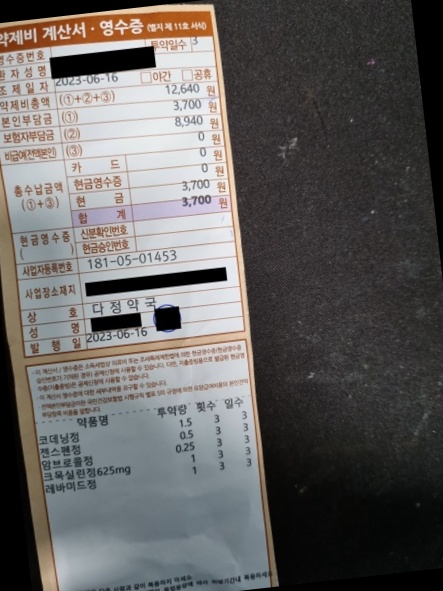 약제비 계산서 · 영수증 (별지 제 11호 서식)
영수증번호 투약일수 3
환자성명
조제일자 2023-06-16 □야간 □공휴
약제비총액 (①+②+③) 12,640 원
본인부담금 (①) 3,700 원
보험자부담금 (②) 8,940 원
비급여(전액본인) (③) 0 원
총수납금액 (①+③) 카드 0 원
현금영수증 0 원
현금 3,700 원
합계 3,700 원
현금영수증 ( ) 신분확인번호
현금승인번호
사업자등록번호 181-05-01453
사업장소재지
상호 다정약국
성명
발행일 2023-06-16
약품명 투약량 횟수 일수
코데닝정 1.5 3 3
젠스펜정 0.5 3 3
암브로콜정 0.25 3 3
크목실린정625mg 1 3 3
레바미드정 1 3 3